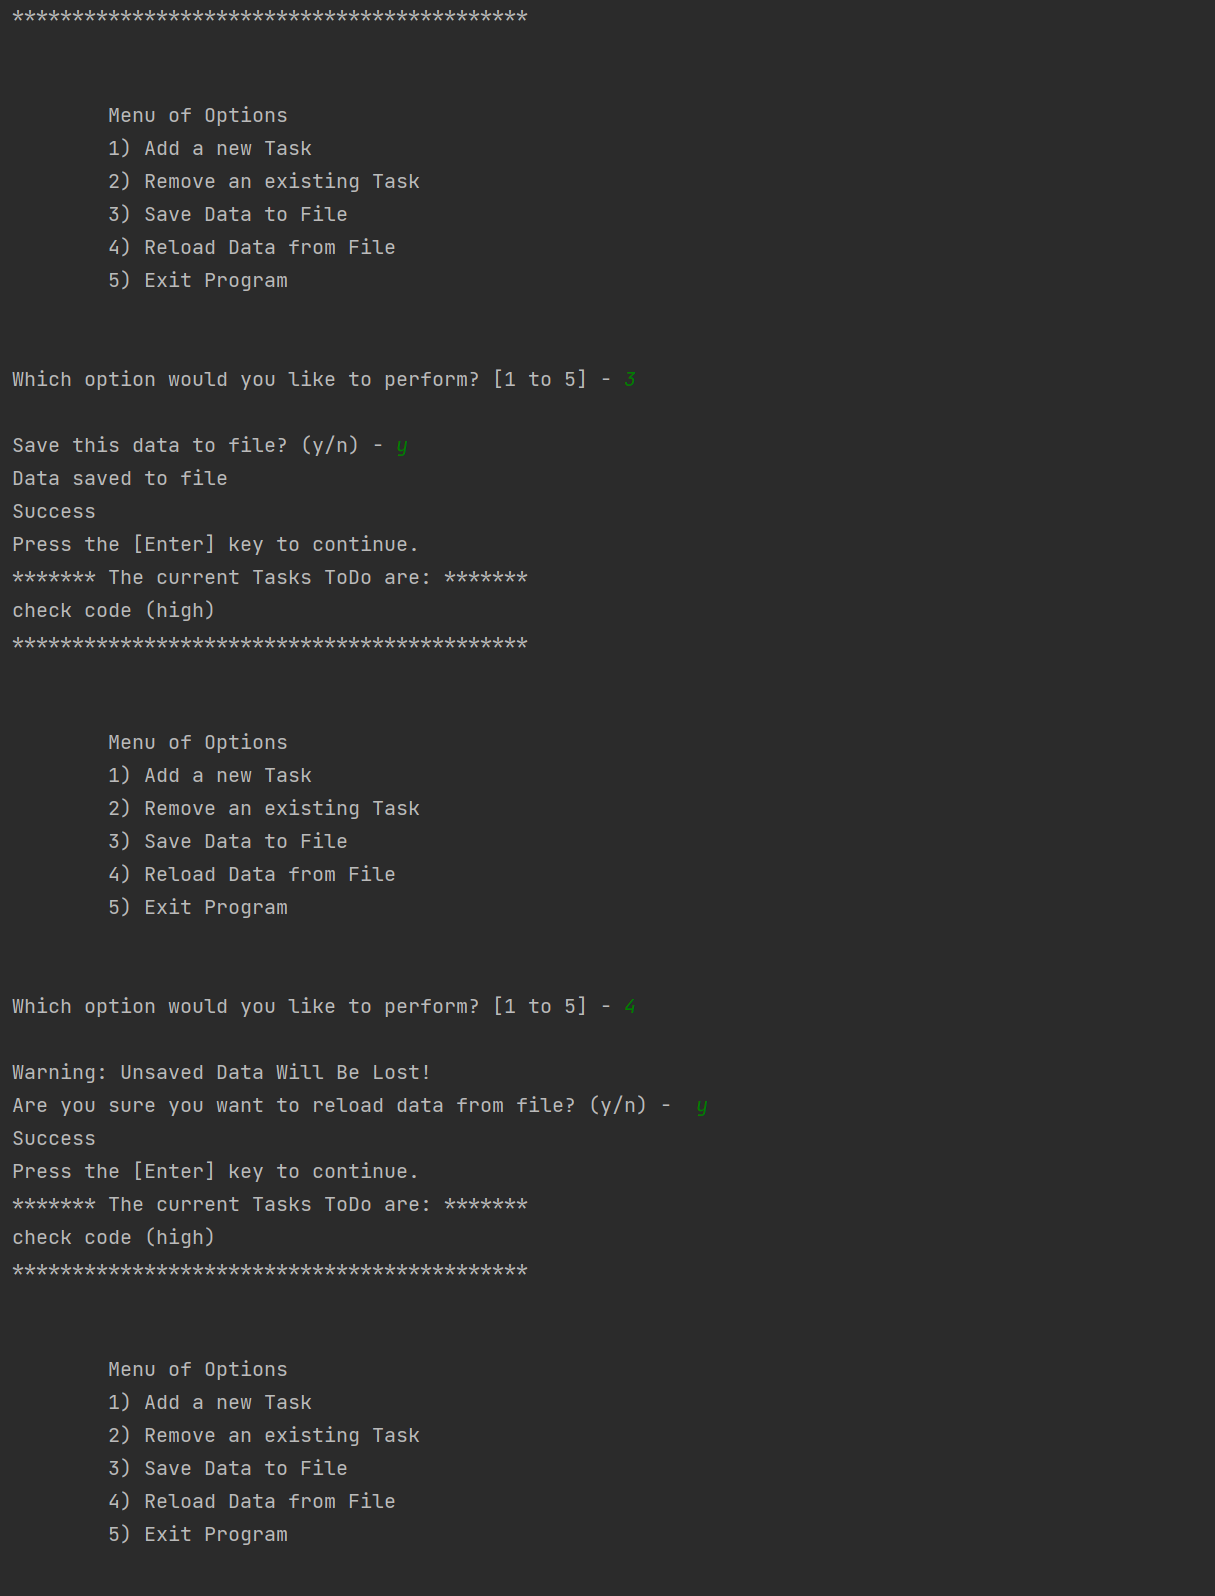 *******************************************
Menu of Options
1) Add a new Task
2) Remove an existing Task
3) Save Data to File
4) Reload Data from File
5) Exit Program
Which option would you like to perform? [1 to 5] - 3
Save this data to file? (y/n) - y
Data saved to file
Success
Press the [Enter] key to continue.
******* The current Tasks ToDo are: *******
check code (high)
*******************************************
Menu of Options
1) Add a new Task
2) Remove an existing Task
3) Save Data to File
4) Reload Data from File
5) Exit Program
Which option would you like to perform? [1 to 5] - 4
Warning: Unsaved Data Will Be Lost!
Are you sure you want to reload data from file? (y/n) -  y
Success
Press the [Enter] key to continue.
******* The current Tasks ToDo are: *******
check code (high)
*******************************************
Menu of Options
1) Add a new Task
2) Remove an existing Task
3) Save Data to File
4) Reload Data from File
5) Exit Program